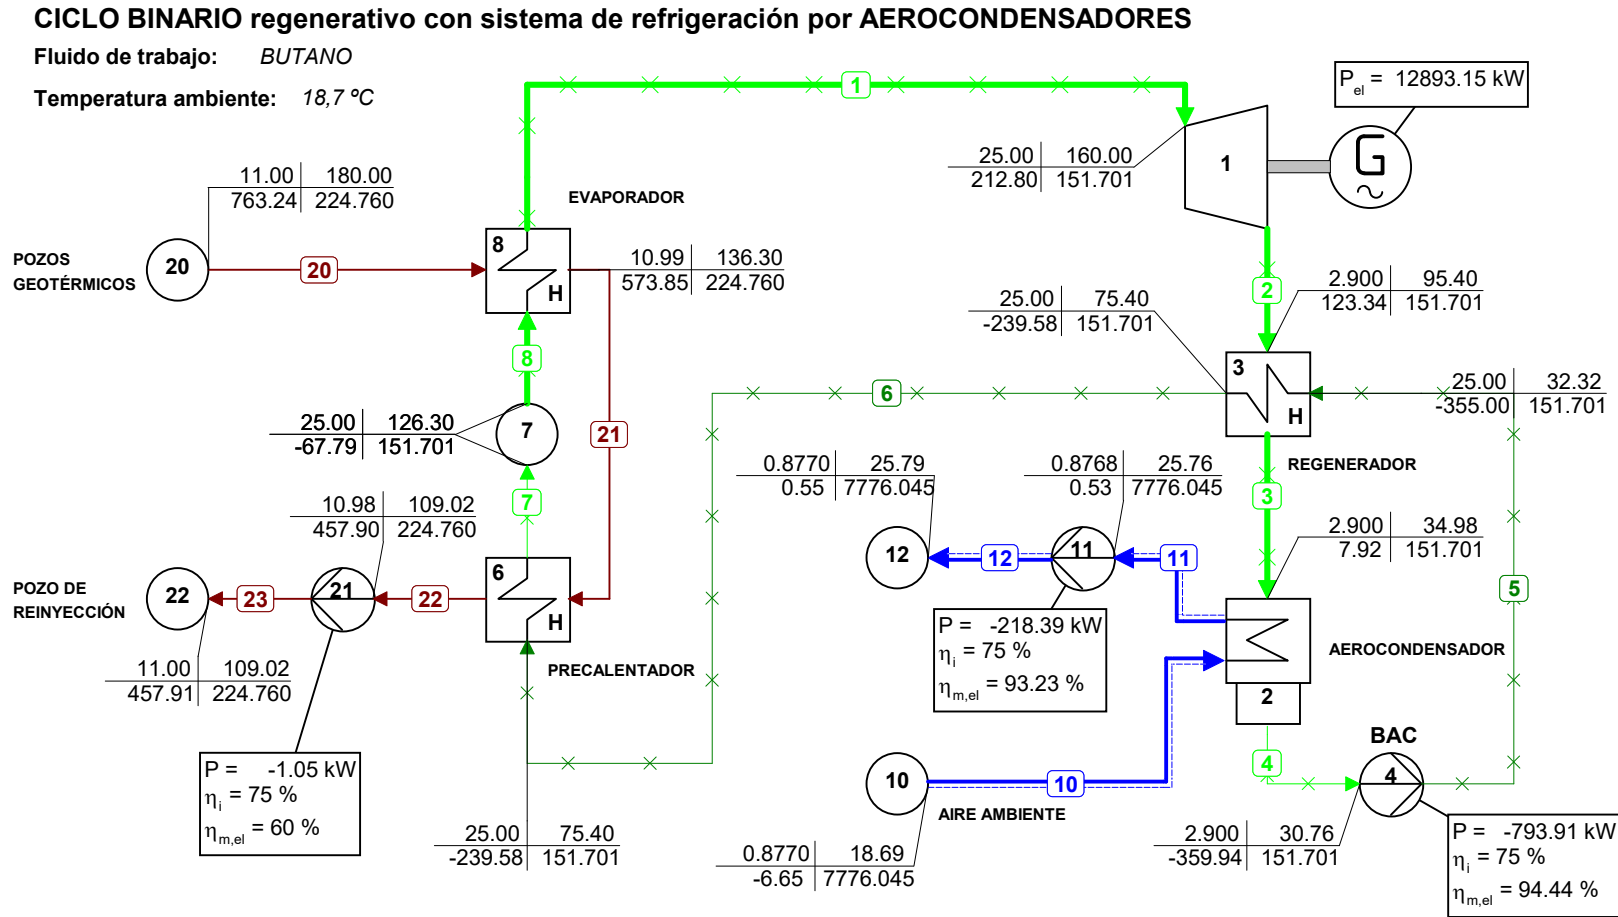 CICLO BINARIO regenerativo con sistema de refrigeración por AEROCONDENSADORES
Fluido de trabajo: BUTANO
Temperatura ambiente: 18,7 ºC
1
P_el = 12893.15 kW
G
1
25.00 160.00
212.80 151.701
11.00 180.00
763.24 224.760
EVAPORADOR
POZOS
GEOTÉRMICOS
20
20
8
H
10.99 136.30
573.85 224.760
2
2.900 95.40
123.34 151.701
25.00 75.40
-239.58 151.701
8
3
H
6
25.00 32.32
-355.00 151.701
25.00 126.30
-67.79 151.701
7
21
REGENERADOR
0.8770 25.79
0.55 7776.045
0.8768 25.76
0.53 7776.045
3
7
10.98 109.02
457.90 224.760
2.900 34.98
7.92 151.701
12
12
11
11
POZO DE
REINYECCIÓN
22
23
21
22
6
H
5
P = -218.39 kW
η_i = 75 %
η_m,el = 93.23 %
AEROCONDENSADOR
2
PRECALENTADOR
11.00 109.02
457.91 224.760
BAC
4
4
10
10
AIRE AMBIENTE
P = -1.05 kW
η_i = 75 %
η_m,el = 60 %
25.00 75.40
-239.58 151.701
0.8770 18.69
-6.65 7776.045
2.900 30.76
-359.94 151.701
P = -793.91 kW
η_i = 75 %
η_m,el = 94.44 %